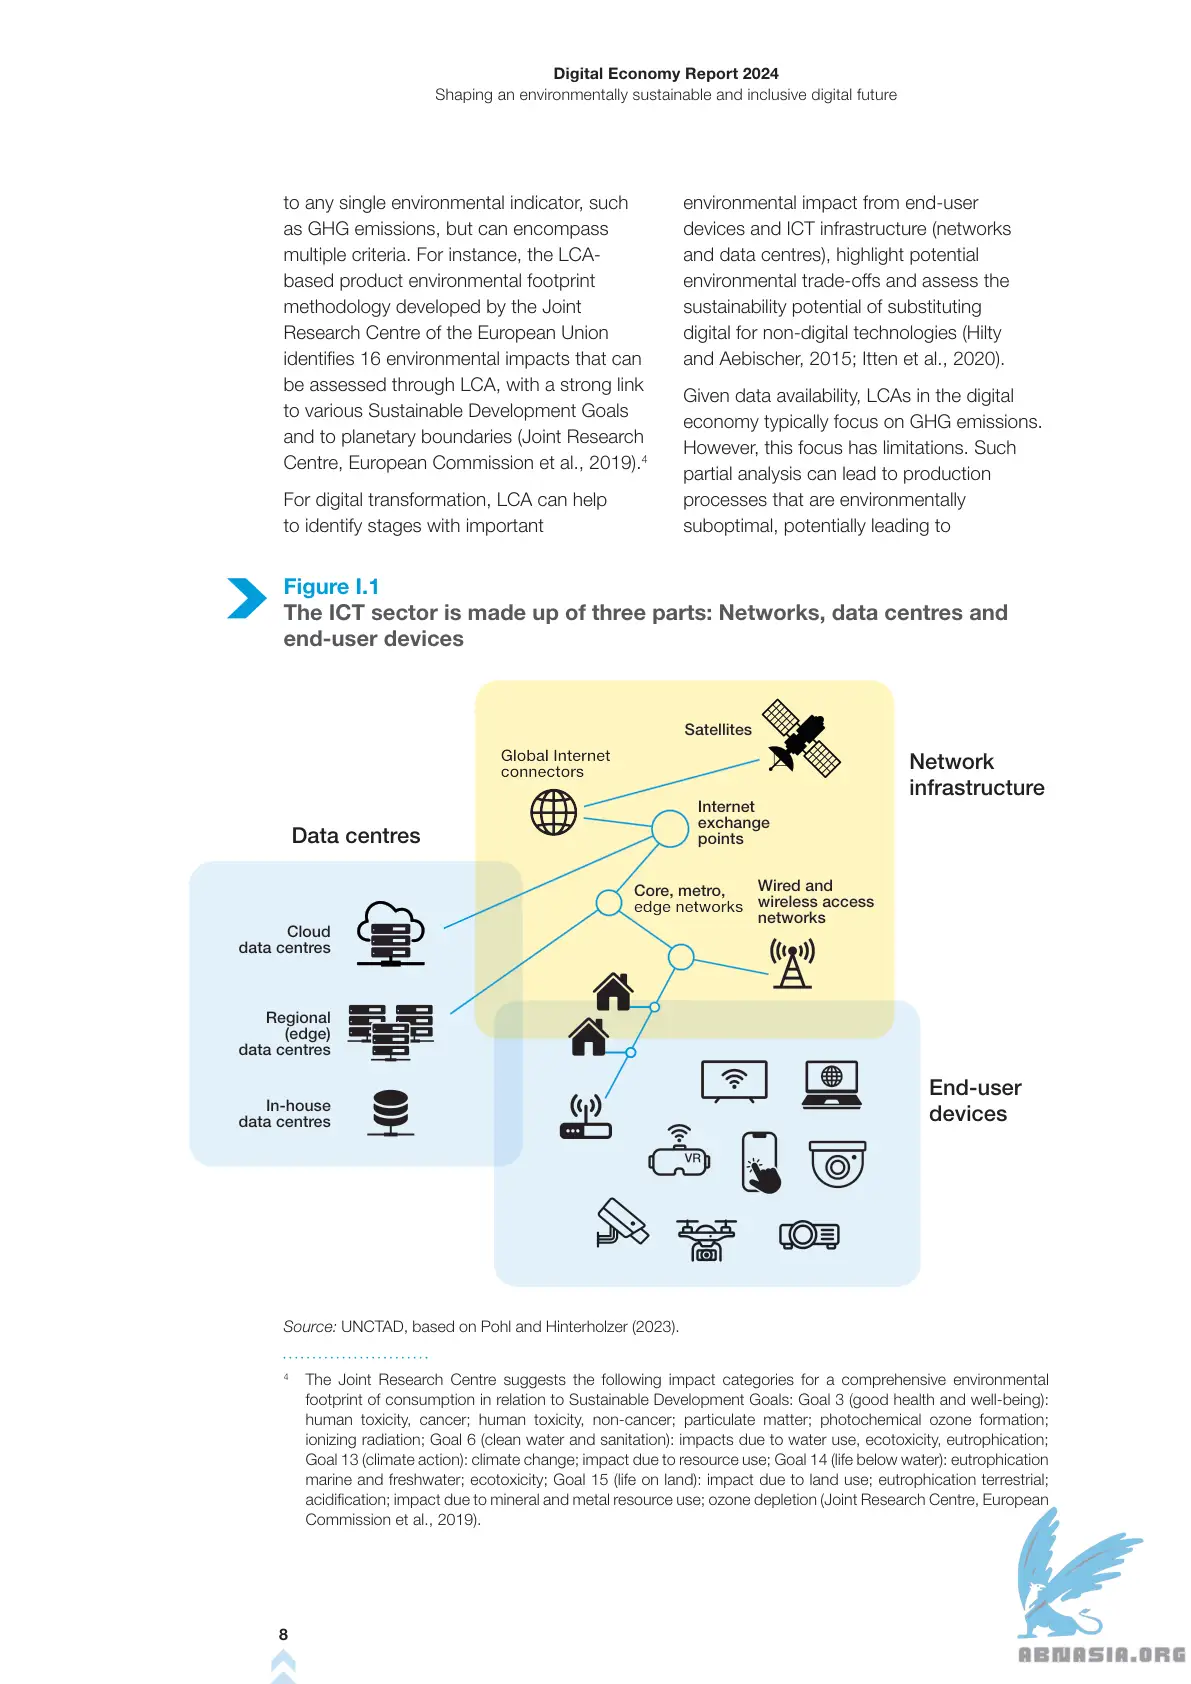 Digital Economy Report 2024
Shaping an environmentally sustainable and inclusive digital future
to any single environmental indicator, such
as GHG emissions, but can encompass
multiple criteria. For instance, the LCA-
based product environmental footprint
methodology developed by the Joint
Research Centre of the European Union
identifies 16 environmental impacts that can
be assessed through LCA, with a strong link
to various Sustainable Development Goals
and to planetary boundaries (Joint Research
Centre, European Commission et al., 2019).4
For digital transformation, LCA can help
to identify stages with important
environmental impact from end-user
devices and ICT infrastructure (networks
and data centres), highlight potential
environmental trade-offs and assess the
sustainability potential of substituting
digital for non-digital technologies (Hilty
and Aebischer, 2015; Itten et al., 2020).
Given data availability, LCAs in the digital
economy typically focus on GHG emissions.
However, this focus has limitations. Such
partial analysis can lead to production
processes that are environmentally
suboptimal, potentially leading to
Figure I.1
The ICT sector is made up of three parts: Networks, data centres and
end-user devices
Satellites
Global Internet
connectors
Network
infrastructure
Internet
exchange
points
Data centres
Core, metro,
edge networks
Wired and
wireless access
networks
Cloud
data centres
Regional
(edge)
data centres
In-house
data centres
End-user
devices
VR
Source: UNCTAD, based on Pohl and Hinterholzer (2023).
4 The Joint Research Centre suggests the following impact categories for a comprehensive environmental
footprint of consumption in relation to Sustainable Development Goals: Goal 3 (good health and well-being):
human toxicity, cancer; human toxicity, non-cancer; particulate matter; photochemical ozone formation;
ionizing radiation; Goal 6 (clean water and sanitation): impacts due to water use, ecotoxicity, eutrophication;
Goal 13 (climate action): climate change; impact due to resource use; Goal 14 (life below water): eutrophication
marine and freshwater; ecotoxicity; Goal 15 (life on land): impact due to land use; eutrophication terrestrial;
acidification; impact due to mineral and metal resource use; ozone depletion (Joint Research Centre, European
Commission et al., 2019).
8
ABNASIA.ORG